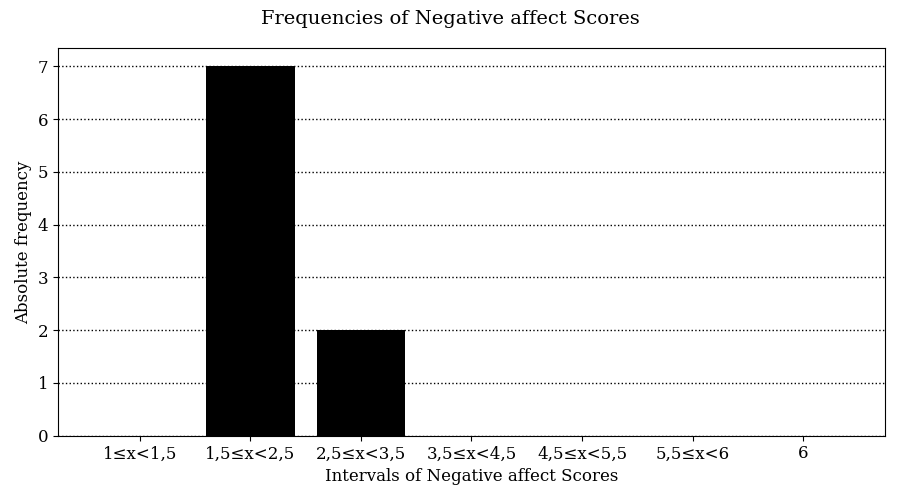 Frequencies of Negative affect Scores
Absolute frequency
7
6
5
4
3
2
1
0
1≤x<1,5 1,5≤x<2,5 2,5≤x<3,5 3,5≤x<4,5 4,5≤x<5,5 5,5≤x<6 6
Intervals of Negative affect Scores